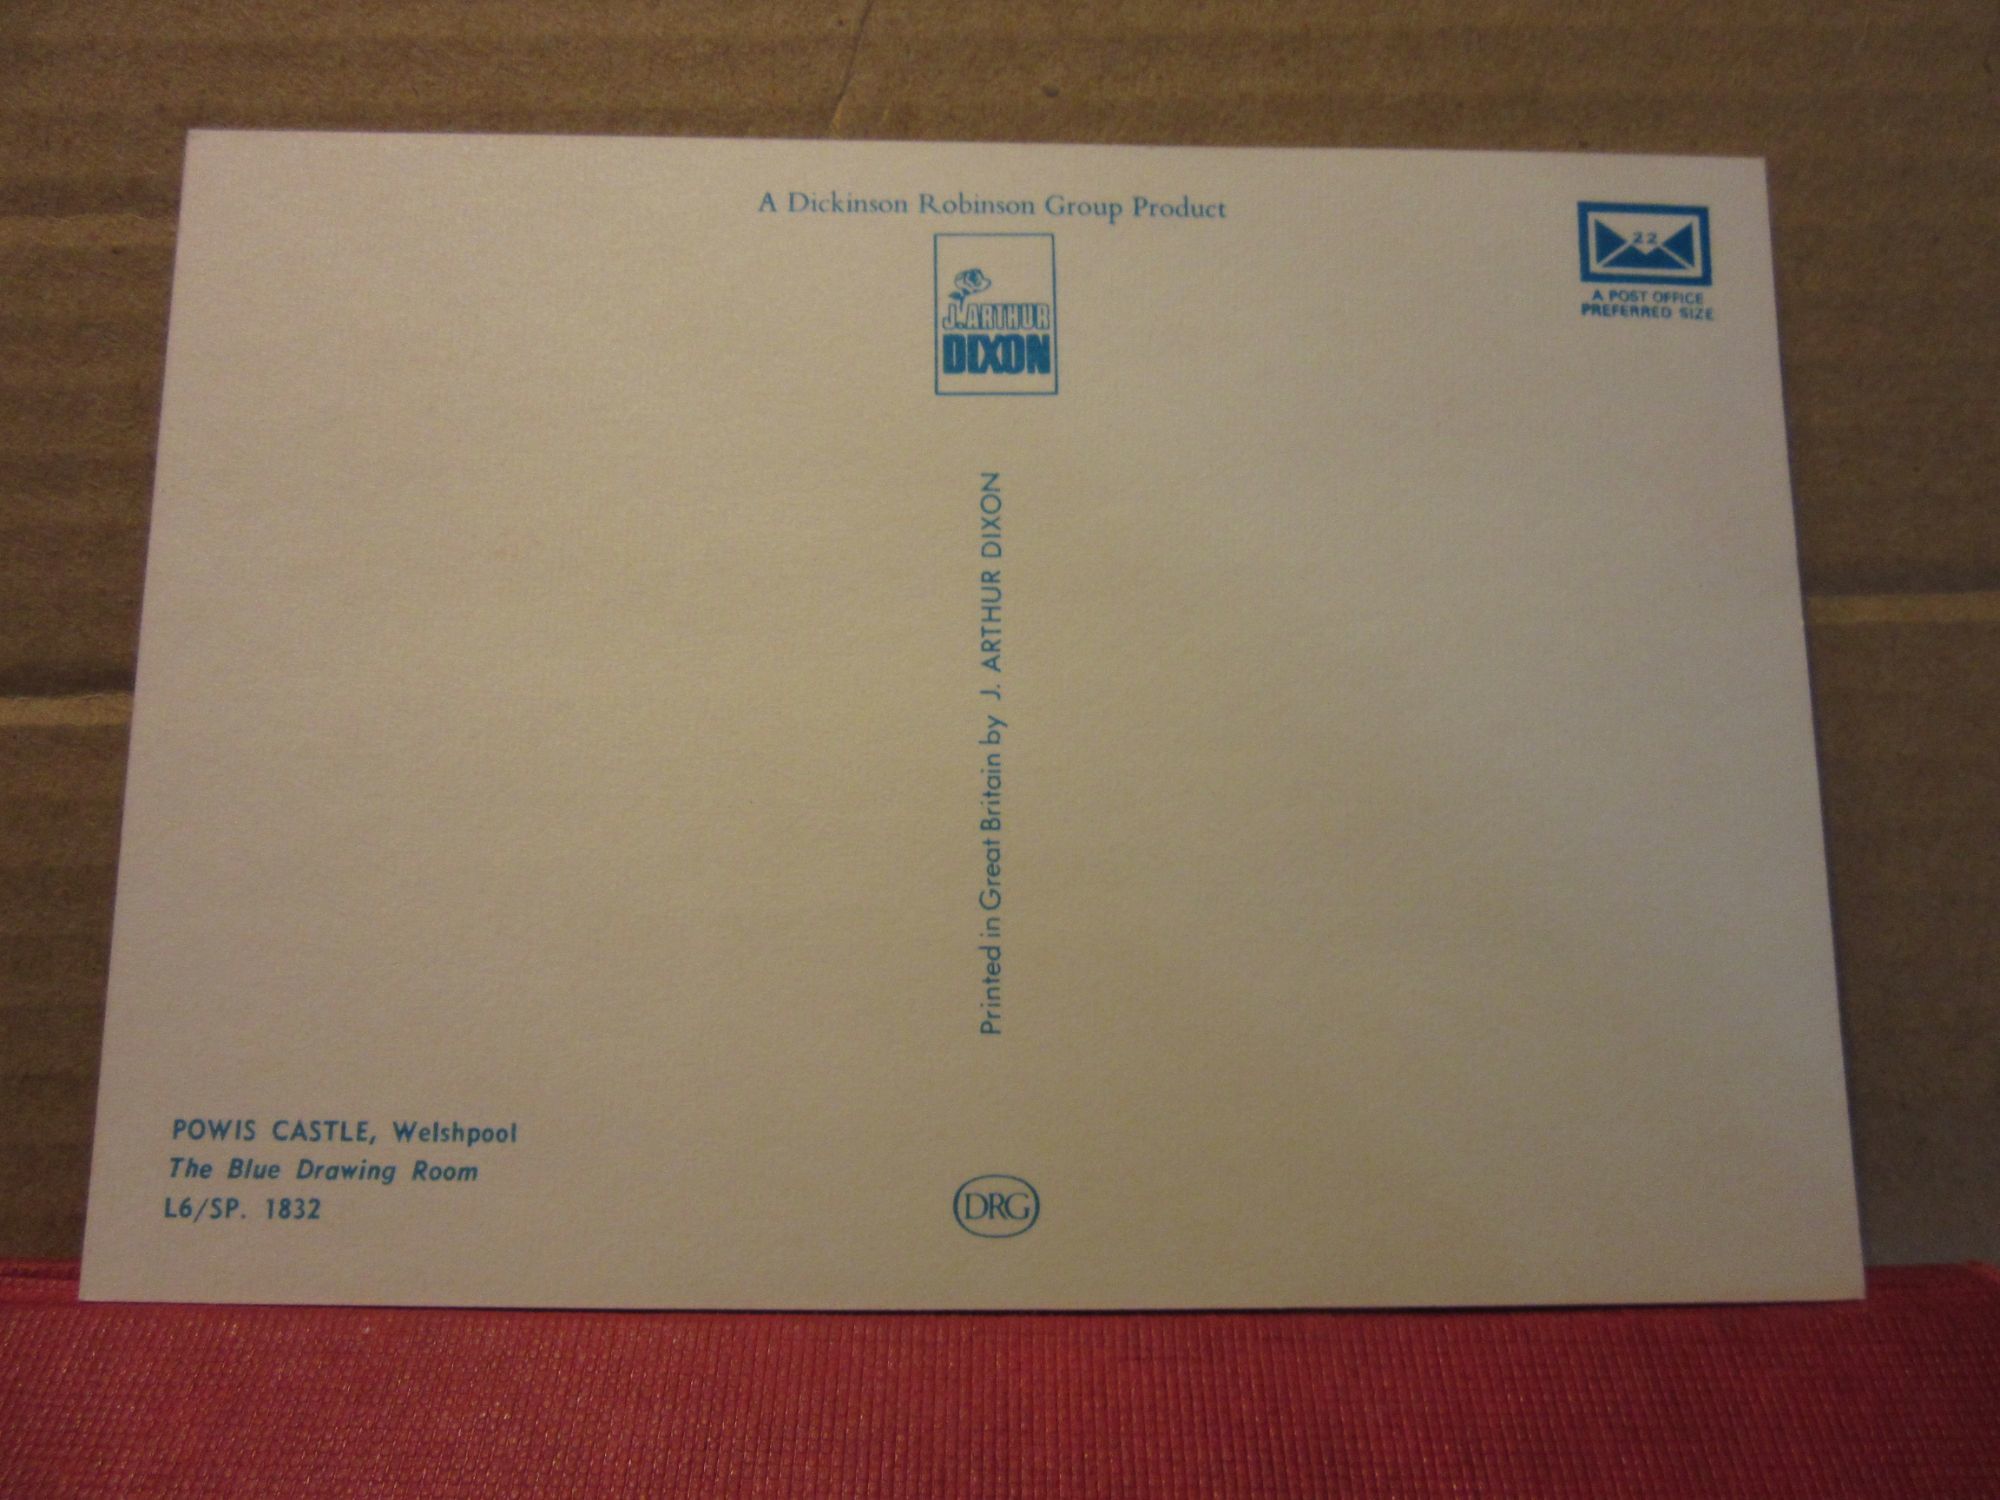 A Dickinson Robinson Group Product
J. ARTHUR
DIXON
22
A POST OFFICE
PREFERRED SIZE
Printed in Great Britain by J. ARTHUR DIXON
POWIS CASTLE, Welshpool
The Blue Drawing Room
L6/SP. 1832
DRG